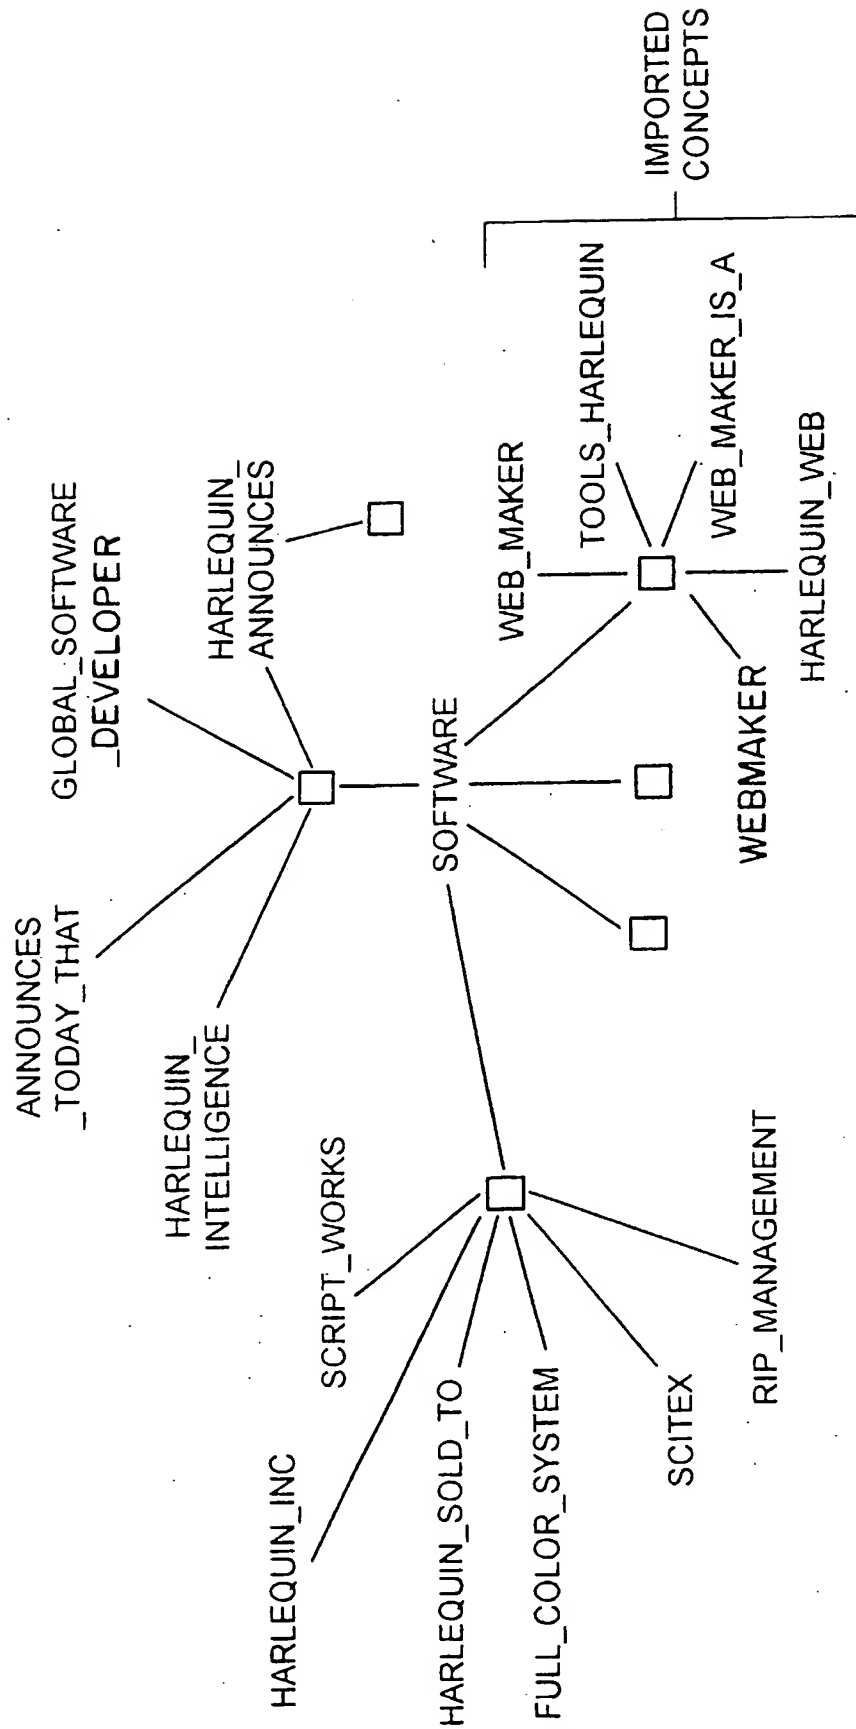 ANNOUNCES
_TODAY_THAT
GLOBAL_SOFTWARE
_DEVELOPER
HARLEQUIN_
INTELLIGENCE
HARLEQUIN_
ANNOUNCES
HARLEQUIN_INC
SCRIPT_WORKS
SOFTWARE
HARLEQUIN_SOLD_TO
FULL_COLOR_SYSTEM
SCITEX
RIP_MANAGEMENT
WEB_MAKER
TOOLS_HARLEQUIN
WEB_MAKER_IS_A
HARLEQUIN_WEB
WEBMAKER
IMPORTED
CONCEPTS